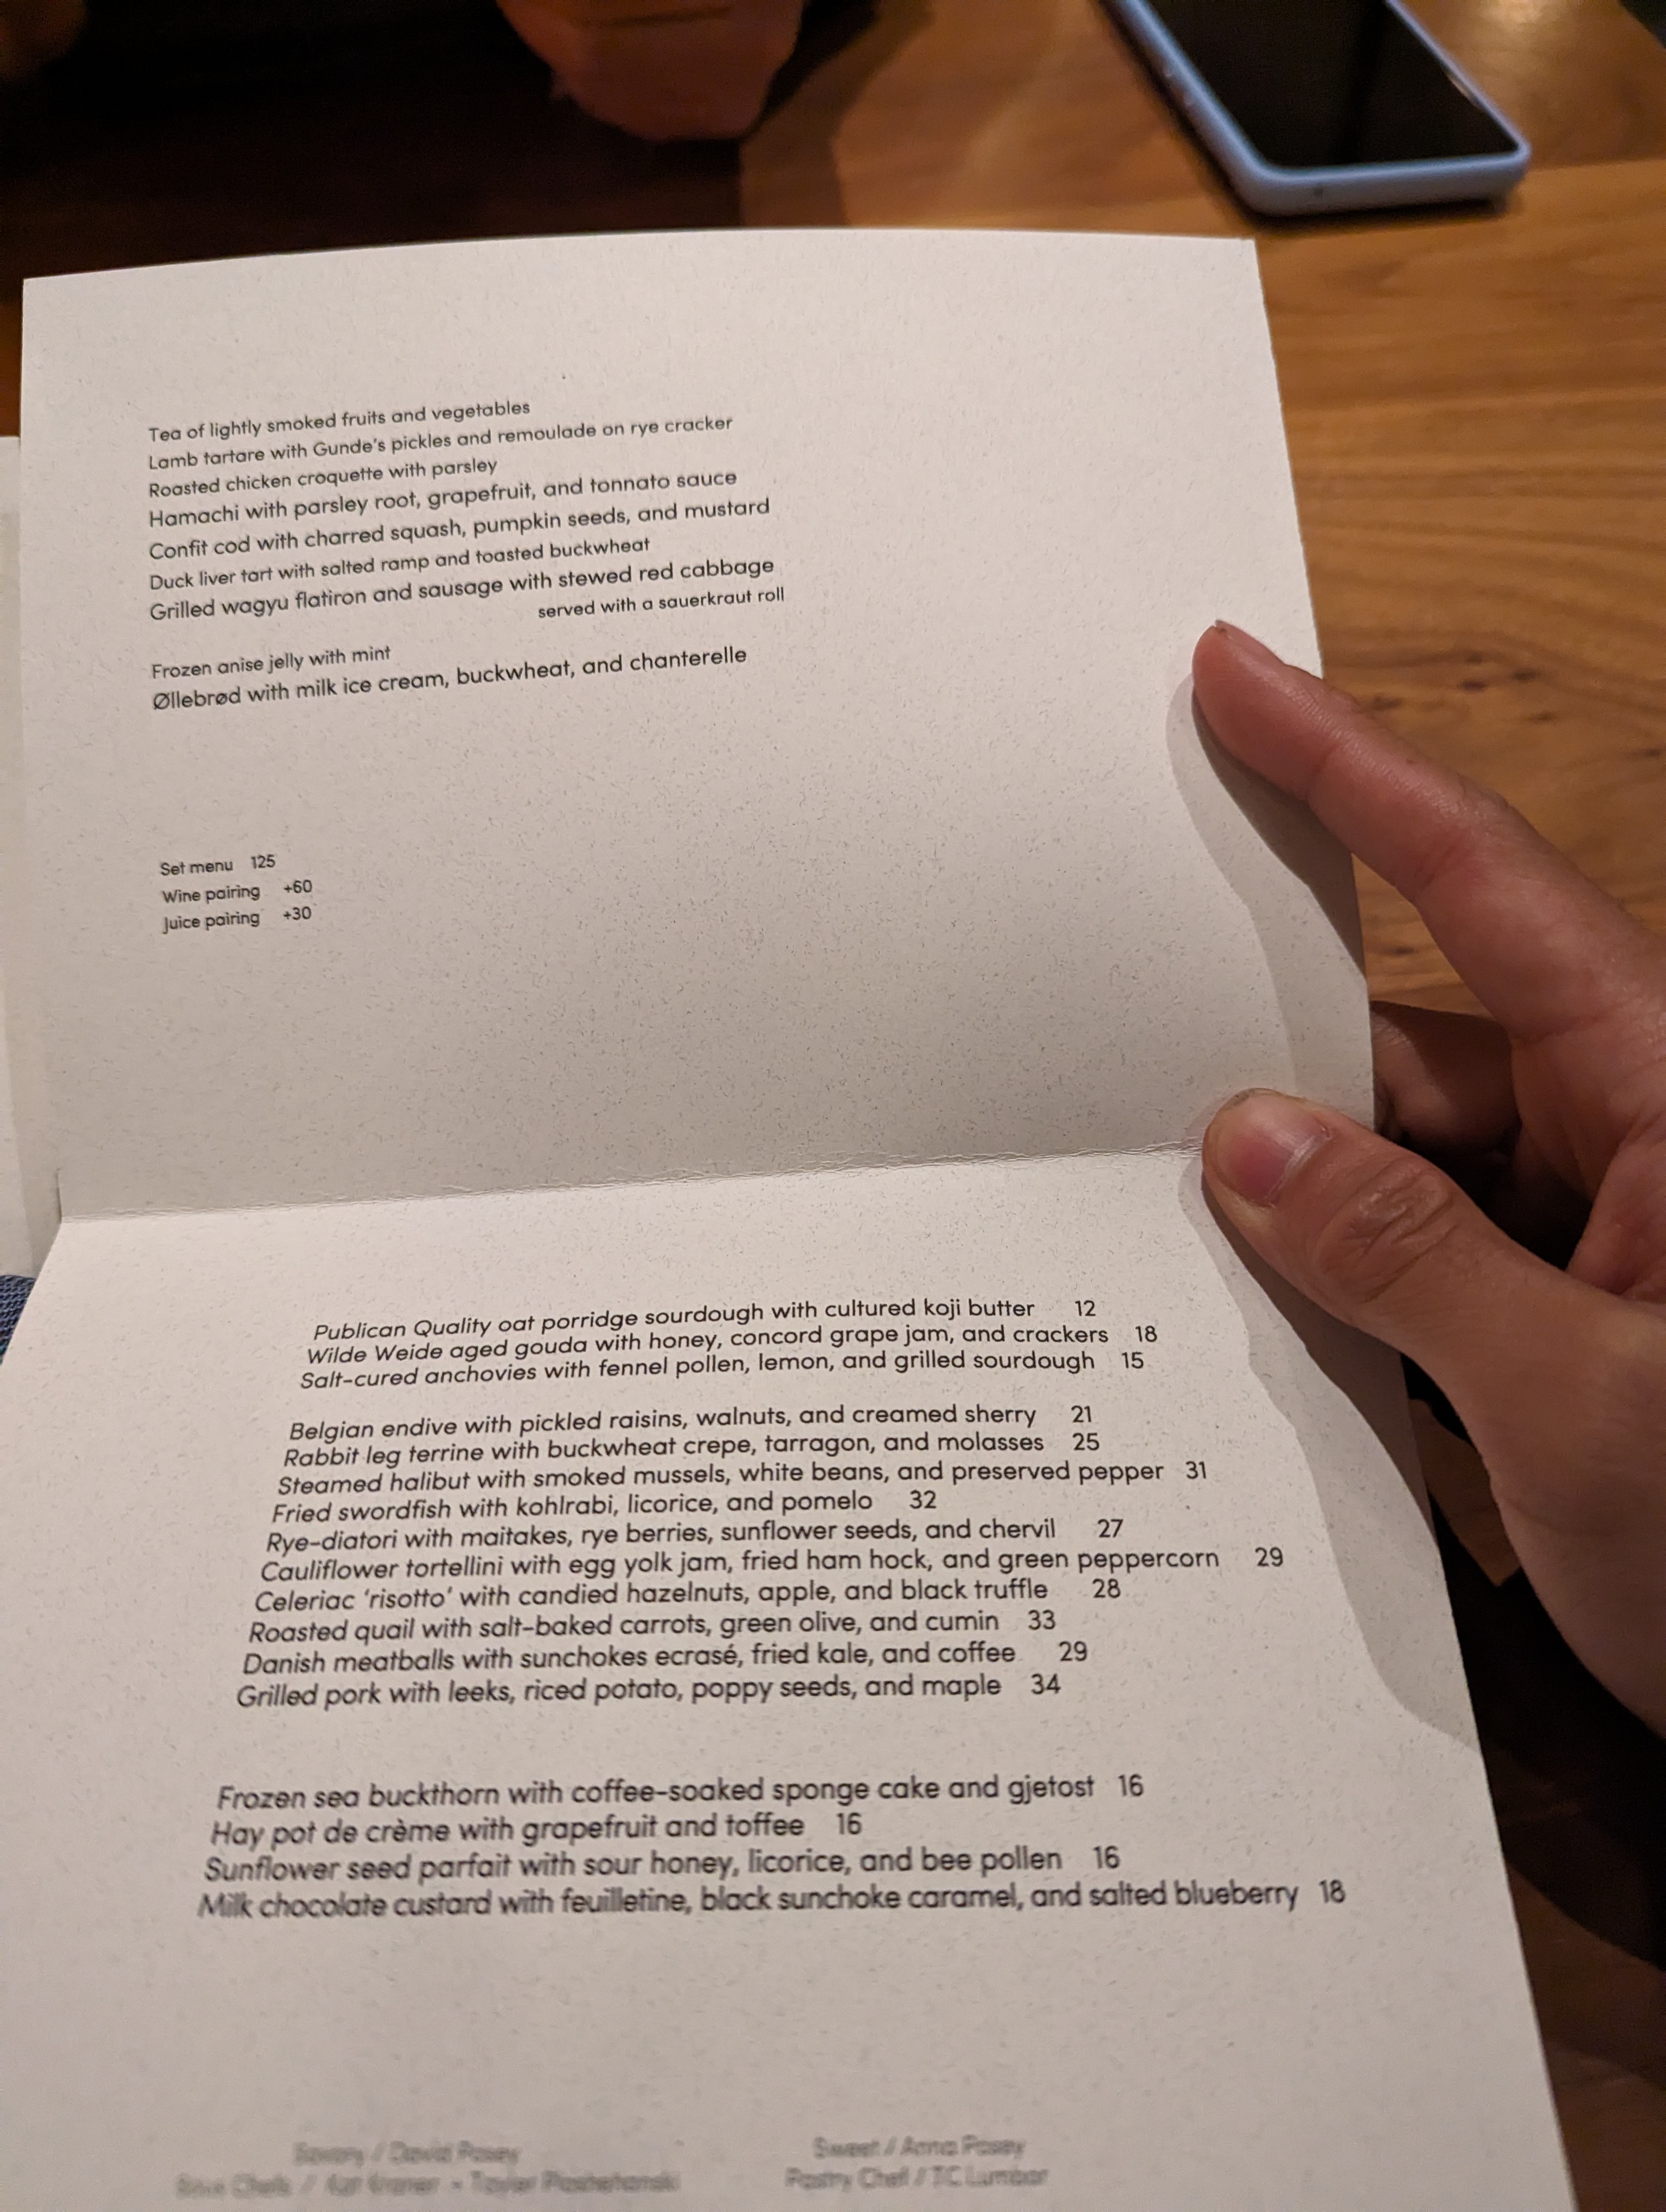 Tea of lightly smoked fruits and vegetables
Lamb tartare with Gunde's pickles and remoulade on rye cracker
Roasted chicken croquette with parsley
Hamachi with parsley root, grapefruit, and tonnato sauce
Confit cod with charred squash, pumpkin seeds, and mustard
Duck liver tart with salted ramp and toasted buckwheat
Grilled wagyu flatiron and sausage with stewed red cabbage
served with a sauerkraut roll
Frozen anise jelly with mint
Øllebrød with milk ice cream, buckwheat, and chanterelle
Set menu 125
Wine pairing +60
Juice pairing +30
Publican Quality oat porridge sourdough with cultured koji butter 12
Wilde Weide aged gouda with honey, concord grape jam, and crackers 18
Salt-cured anchovies with fennel pollen, lemon, and grilled sourdough 15
Belgian endive with pickled raisins, walnuts, and creamed sherry 21
Rabbit leg terrine with buckwheat crepe, tarragon, and molasses 25
Steamed halibut with smoked mussels, white beans, and preserved pepper 31
Fried swordfish with kohlrabi, licorice, and pomelo 32
Rye-diatori with maitakes, rye berries, sunflower seeds, and chervil 27
Cauliflower tortellini with egg yolk jam, fried ham hock, and green peppercorn 29
Celeriac 'risotto' with candied hazelnuts, apple, and black truffle 28
Roasted quail with salt-baked carrots, green olive, and cumin 33
Danish meatballs with sunchokes ecrasé, fried kale, and coffee 29
Grilled pork with leeks, riced potato, poppy seeds, and maple 34
Frozen sea buckthorn with coffee-soaked sponge cake and gjetost 16
Hay pot de crème with grapefruit and toffee 16
Sunflower seed parfait with sour honey, licorice, and bee pollen 16
Milk chocolate custard with feuilletine, black sunchoke caramel, and salted blueberry 18
Savory / David Posey
Sweet / Anna Posey
Sous Chefs /
Pastry Chef / TC Lumbar